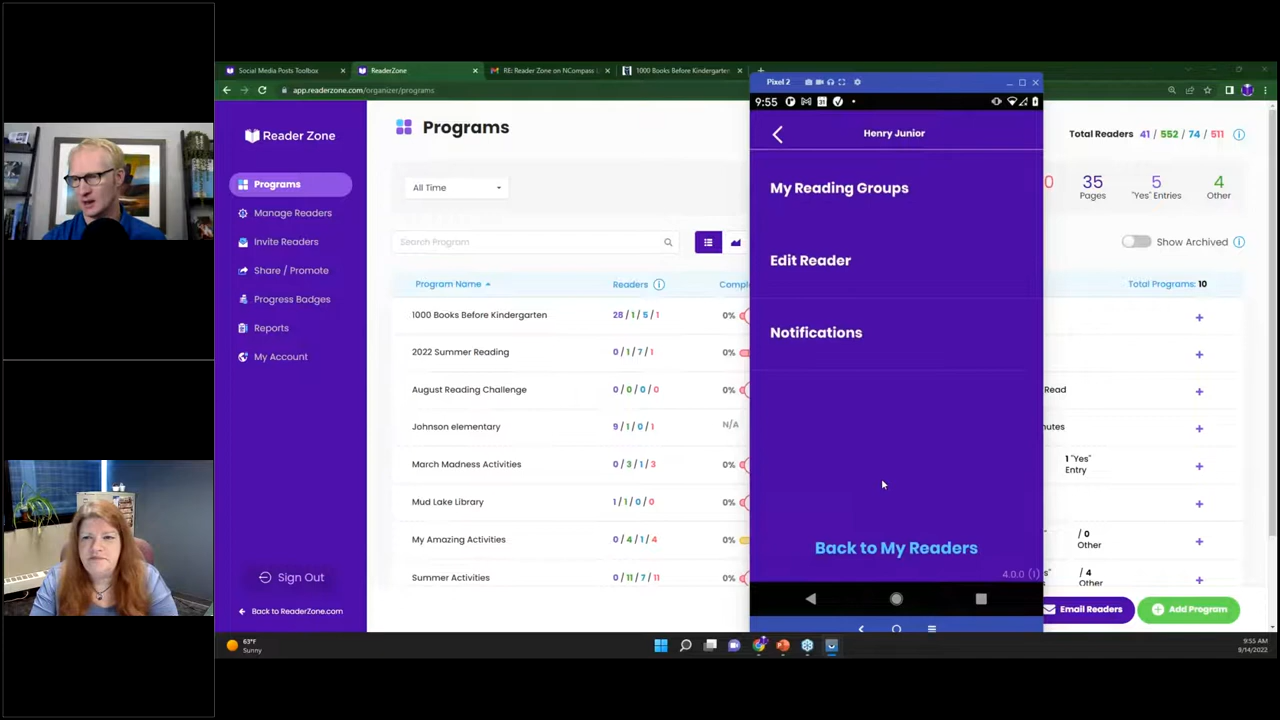 Social Media Posts Toolbox
ReaderZone
RE: Reader Zone on NCompass L
1000 Books Before Kindergarten
app.readerzone.com/organizer/programs
Reader Zone
Programs
Manage Readers
Invite Readers
Share / Promote
Progress Badges
Reports
My Account
Sign Out
Back to ReaderZone.com
Programs
Total Readers 41 / 552 / 74 / 511
All Time
0
35
Pages
5
"Yes" Entries
4
Other
Search Program
Show Archived
Program Name
Readers
Comple
Total Programs: 10
1000 Books Before Kindergarten 28 / 1 / 5 / 1 0%
2022 Summer Reading 0 / 1 / 7 / 1 0%
August Reading Challenge 0 / 0 / 0 / 0 0% Read
Johnson elementary 9 / 1 / 0 / 1 N/A nutes
March Madness Activities 0 / 3 / 1 / 3 0% 1 "Yes"
Entry
Mud Lake Library 1 / 1 / 0 / 0 0%
My Amazing Activities 0 / 4 / 1 / 4 0% / 0
Other
Summer Activities 0 / 11 / 7 / 11 0% s" / 4
Other
Email Readers
Add Program
Pixel 2
9:55
31
Henry Junior
My Reading Groups
Edit Reader
Notifications
Back to My Readers
4.0.0 (1)
63°F
Sunny
9:55 AM
9/14/2022